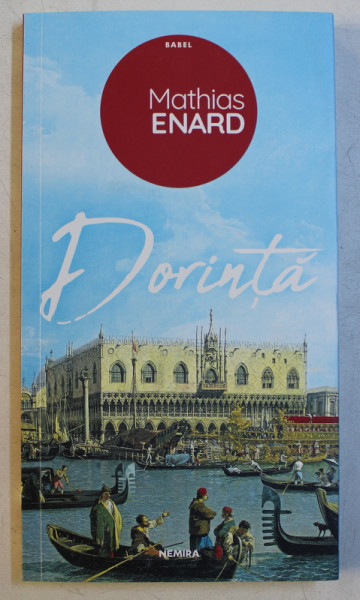 BABEL
Mathias
ENARD
Dorință
NEMIRA